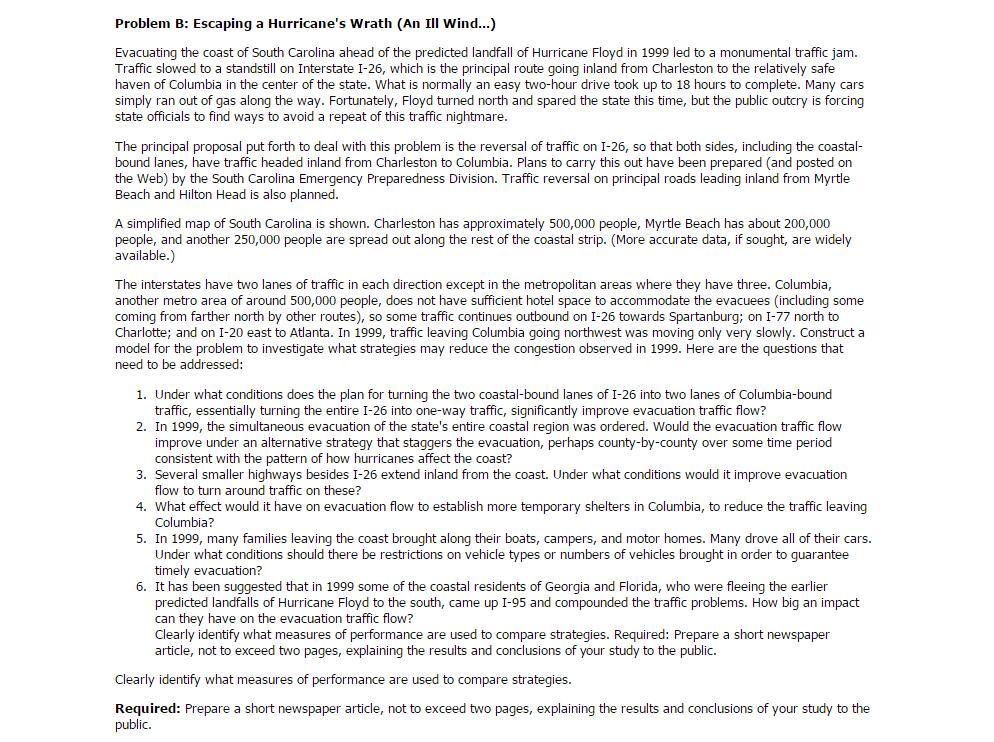 Problem B: Escaping a Hurricane's Wrath (An Ill Wind...)
Evacuating the coast of South Carolina ahead of the predicted landfall of Hurricane Floyd in 1999 led to a monumental traffic jam.
Traffic slowed to a standstill on Interstate I-26, which is the principal route going inland from Charleston to the relatively safe
haven of Columbia in the center of the state. What is normally an easy two-hour drive took up to 18 hours to complete. Many cars
simply ran out of gas along the way. Fortunately, Floyd turned north and spared the state this time, but the public outcry is forcing
state officials to find ways to avoid a repeat of this traffic nightmare.
The principal proposal put forth to deal with this problem is the reversal of traffic on I-26, so that both sides, including the coastal-
bound lanes, have traffic headed inland from Charleston to Columbia. Plans to carry this out have been prepared (and posted on
the Web) by the South Carolina Emergency Preparedness Division. Traffic reversal on principal roads leading inland from Myrtle
Beach and Hilton Head is also planned.
A simplified map of South Carolina is shown. Charleston has approximately 500,000 people, Myrtle Beach has about 200,000
people, and another 250,000 people are spread out along the rest of the coastal strip. (More accurate data, if sought, are widely
available.)
The interstates have two lanes of traffic in each direction except in the metropolitan areas where they have three. Columbia,
another metro area of around 500,000 people, does not have sufficient hotel space to accommodate the evacuees (including some
coming from farther north by other routes), so some traffic continues outbound on I-26 towards Spartanburg; on I-77 north to
Charlotte; and on I-20 east to Atlanta. In 1999, traffic leaving Columbia going northwest was moving only very slowly. Construct a
model for the problem to investigate what strategies may reduce the congestion observed in 1999. Here are the questions that
need to be addressed:
1. Under what conditions does the plan for turning the two coastal-bound lanes of I-26 into two lanes of Columbia-bound
traffic, essentially turning the entire I-26 into one-way traffic, significantly improve evacuation traffic flow?
2. In 1999, the simultaneous evacuation of the state's entire coastal region was ordered. Would the evacuation traffic flow
improve under an alternative strategy that staggers the evacuation, perhaps county-by-county over some time period
consistent with the pattern of how hurricanes affect the coast?
3. Several smaller highways besides I-26 extend inland from the coast. Under what conditions would it improve evacuation
flow to turn around traffic on these?
4. What effect would it have on evacuation flow to establish more temporary shelters in Columbia, to reduce the traffic leaving
Columbia?
5. In 1999, many families leaving the coast brought along their boats, campers, and motor homes. Many drove all of their cars.
Under what conditions should there be restrictions on vehicle types or numbers of vehicles brought in order to guarantee
timely evacuation?
6. It has been suggested that in 1999 some of the coastal residents of Georgia and Florida, who were fleeing the earlier
predicted landfalls of Hurricane Floyd to the south, came up I-95 and compounded the traffic problems. How big an impact
can they have on the evacuation traffic flow?
Clearly identify what measures of performance are used to compare strategies. Required: Prepare a short newspaper
article, not to exceed two pages, explaining the results and conclusions of your study to the public.
Clearly identify what measures of performance are used to compare strategies.
Required: Prepare a short newspaper article, not to exceed two pages, explaining the results and conclusions of your study to the
public.